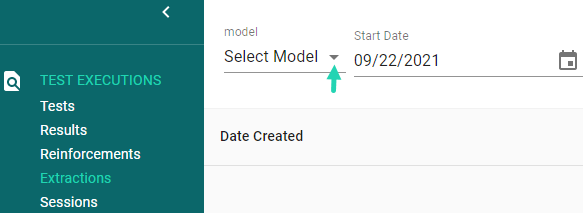 TEST EXECUTIONS
Tests
Results
Reinforcements
Extractions
Sessions
model
Select Model
Start Date
09/22/2021
Date Created